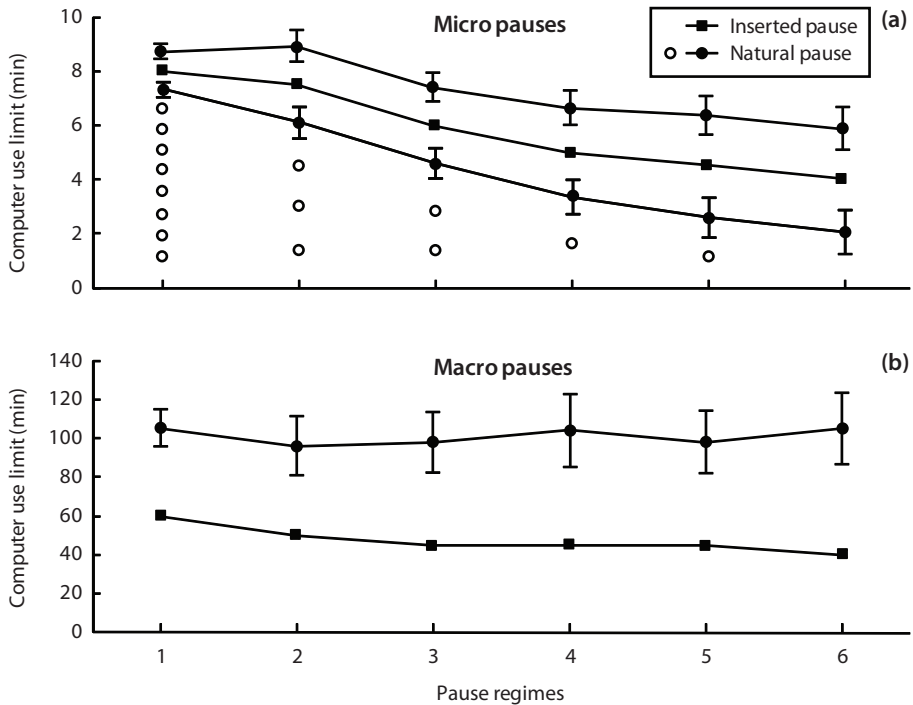 Micro pauses
(a)
Inserted pause
Natural pause
Computer use limit (min)
10
8
6
4
2
0
Macro pauses
(b)
Computer use limit (min)
140
120
100
80
60
40
20
0
1 2 3 4 5 6
Pause regimes